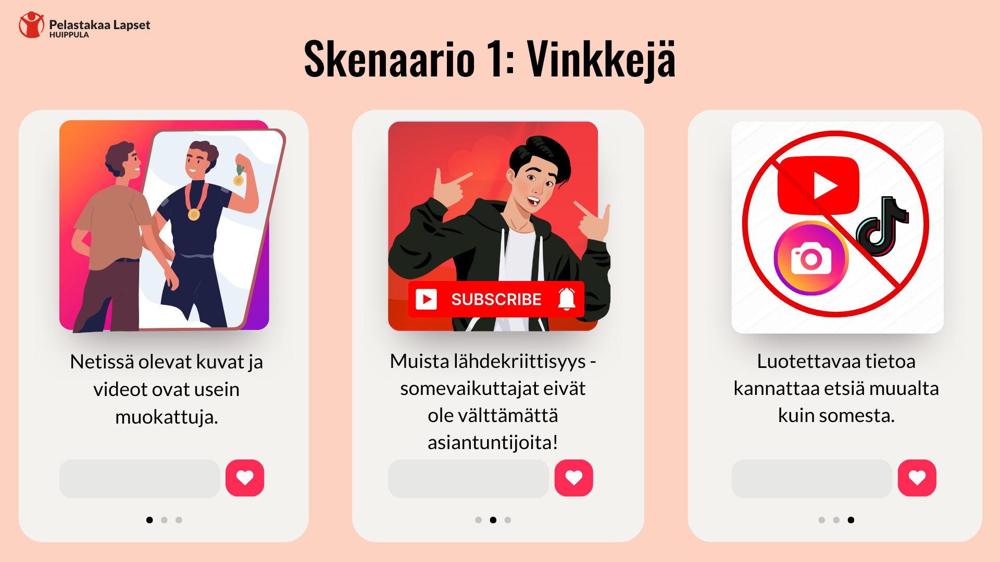 Pelastakaa Lapset
HUIPPULA
Skenaario 1: Vinkkejä
Netissä olevat kuvat ja
videot ovat usein
muokattuja.
SUBSCRIBE
Muista lähdekriittisyys -
somevaikuttajat eivät
ole välttämättä
asiantuntijoita!
Luotettavaa tietoa
kannattaa etsiä muualta
kuin somesta.